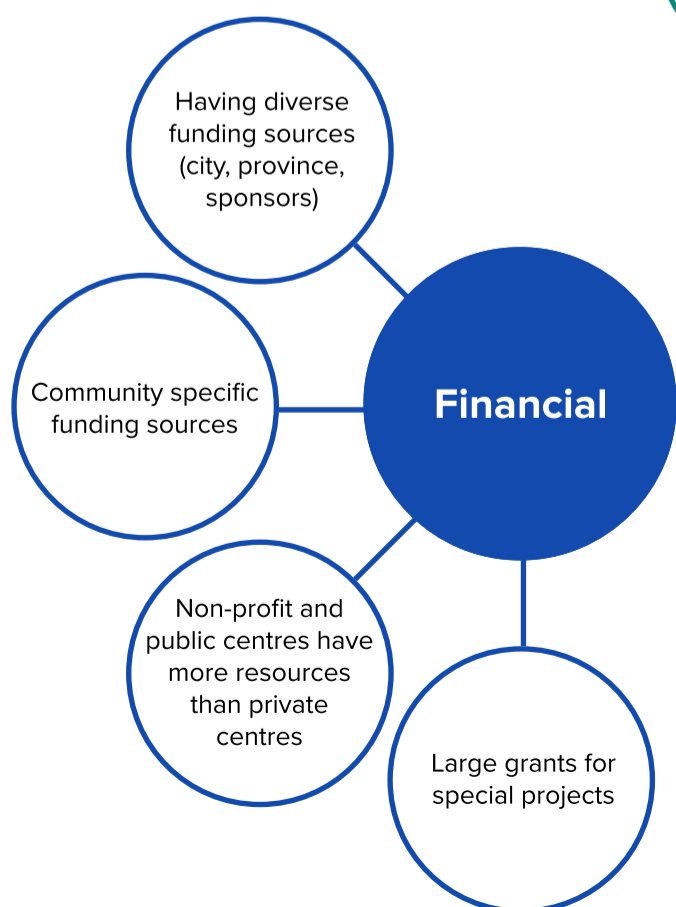 Having diverse
funding sources
(city, province,
sponsors)
Community specific
funding sources
Financial
Non-profit and
public centres have
more resources
than private
centres
Large grants for
special projects